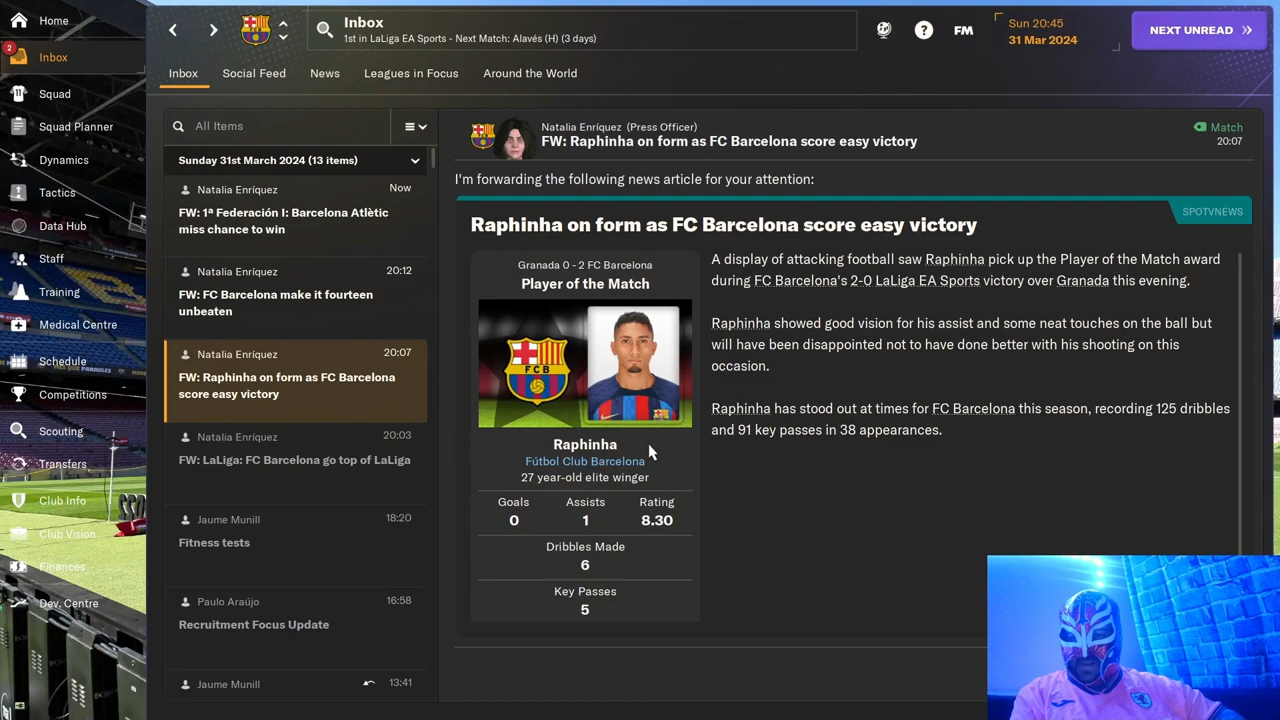 Home
2
Inbox
Squad
Squad Planner
Dynamics
Tactics
Data Hub
Staff
Training
Medical Centre
Schedule
Competitions
Scouting
Transfers
Club Info
Club Vision
Finances
Dev. Centre
Inbox
1st in LaLiga EA Sports - Next Match: Alavés (H) (3 days)
?
FM
Sun 20:45
31 Mar 2024
NEXT UNREAD
Inbox
Social Feed
News
Leagues in Focus
Around the World
All Items
Sunday 31st March 2024 (13 items)
Natalia Enríquez Now
FW: 1ª Federación I: Barcelona Atlètic
miss chance to win
Natalia Enríquez 20:12
FW: FC Barcelona make it fourteen
unbeaten
Natalia Enríquez 20:07
FW: Raphinha on form as FC Barcelona
score easy victory
Natalia Enríquez 20:03
FW: LaLiga: FC Barcelona go top of LaLiga
Jaume Munill 18:20
Fitness tests
Paulo Araújo 16:58
Recruitment Focus Update
Jaume Munill 13:41
Natalia Enríquez (Press Officer)
FW: Raphinha on form as FC Barcelona score easy victory
Match
20:07
I'm forwarding the following news article for your attention:
SPOTVNEWS
Raphinha on form as FC Barcelona score easy victory
Granada 0 - 2 FC Barcelona
Player of the Match
FCB
Raphinha
Fútbol Club Barcelona
27 year-old elite winger
Goals Assists Rating
0 1 8.30
Dribbles Made
6
Key Passes
5
A display of attacking football saw Raphinha pick up the Player of the Match award
during FC Barcelona's 2-0 LaLiga EA Sports victory over Granada this evening.
Raphinha showed good vision for his assist and some neat touches on the ball but
will have been disappointed not to have done better with his shooting on this
occasion.
Raphinha has stood out at times for FC Barcelona this season, recording 125 dribbles
and 91 key passes in 38 appearances.